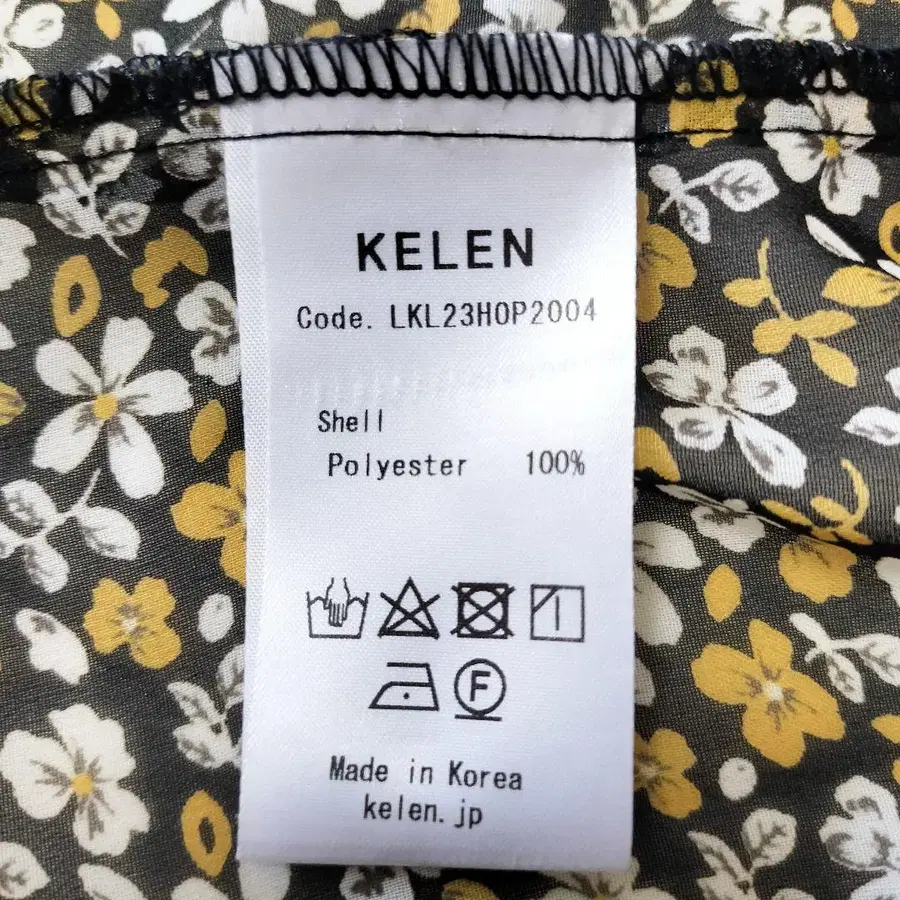 KELEN
Code. LKL23HOP2004
Shell
Polyester 100%
F
Made in Korea
kelen.jp